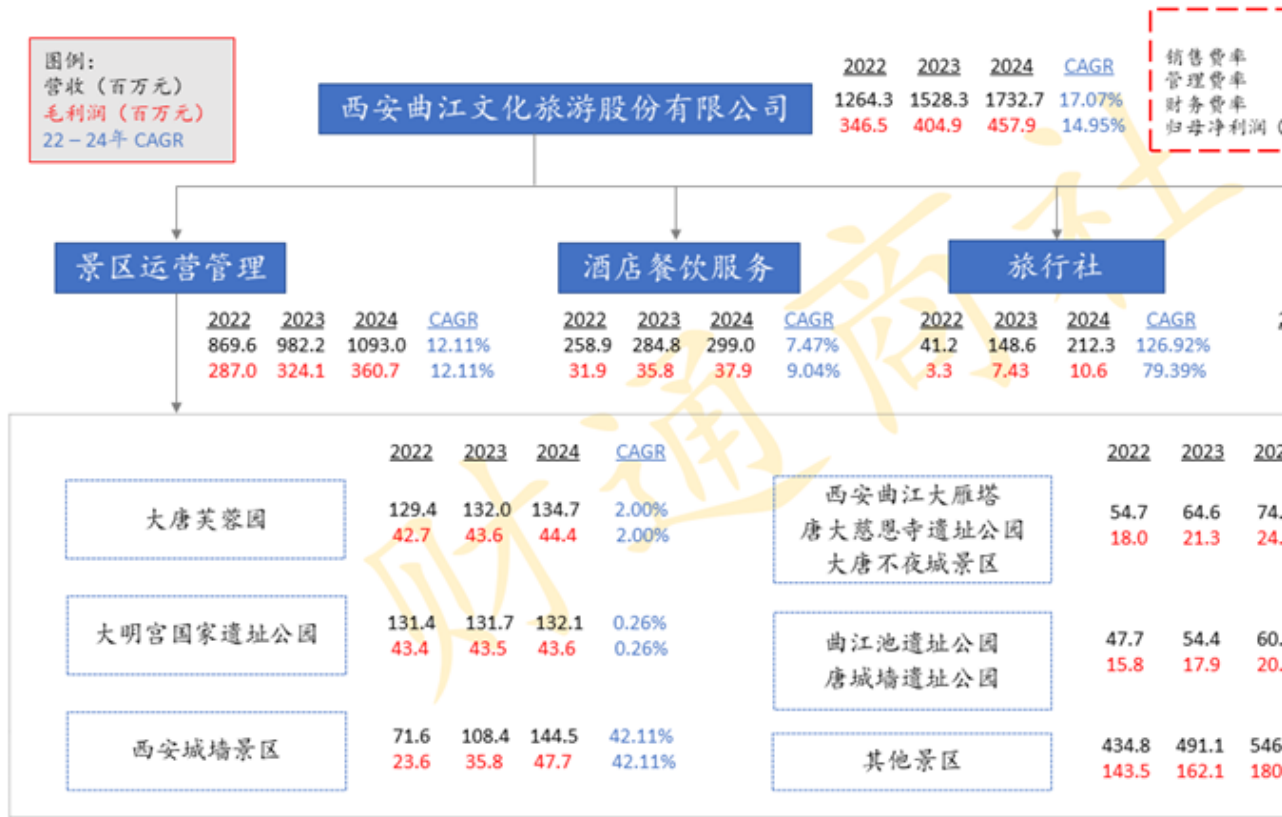 图例：
营收（百万元）
毛利润（百万元）
22 – 24年 CAGR
西安曲江文化旅游股份有限公司
2022 2023 2024 CAGR
1264.3 1528.3 1732.7 17.07%
346.5 404.9 457.9 14.95%
销售费率
管理费率
财务费率
归母净利润（
景区运营管理
2022 2023 2024 CAGR
869.6 982.2 1093.0 12.11%
287.0 324.1 360.7 12.11%
酒店餐饮服务
2022 2023 2024 CAGR
258.9 284.8 299.0 7.47%
31.9 35.8 37.9 9.04%
旅行社
2022 2023 2024 CAGR
41.2 148.6 212.3 126.92%
3.3 7.43 10.6 79.39%
2022 2023 2024 CAGR
大唐芙蓉园
129.4 132.0 134.7 2.00%
42.7 43.6 44.4 2.00%
大明宫国家遗址公园
131.4 131.7 132.1 0.26%
43.4 43.5 43.6 0.26%
西安城墙景区
71.6 108.4 144.5 42.11%
23.6 35.8 47.7 42.11%
2022 2023 202
西安曲江大雁塔
唐大慈恩寺遗址公园
大唐不夜城景区
54.7 64.6 74.
18.0 21.3 24.
曲江池遗址公园
唐城墙遗址公园
47.7 54.4 60.
15.8 17.9 20.
其他景区
434.8 491.1 546
143.5 162.1 180
财通商社